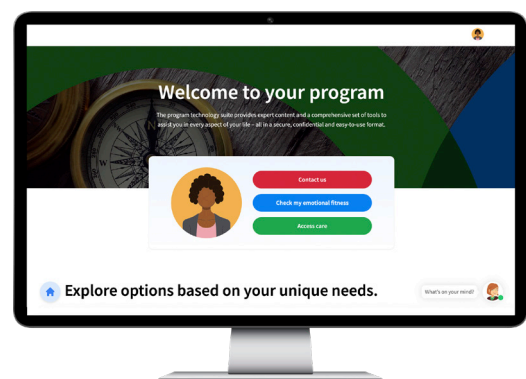 Welcome to your program
The program technology suite provides expert content and a comprehensive set of tools to
assist you in every aspect of your life – all in a secure, confidential and easy-to-use format.
Contact us
Check my emotional fitness
Access care
Explore options based on your unique needs.
What's on your mind?